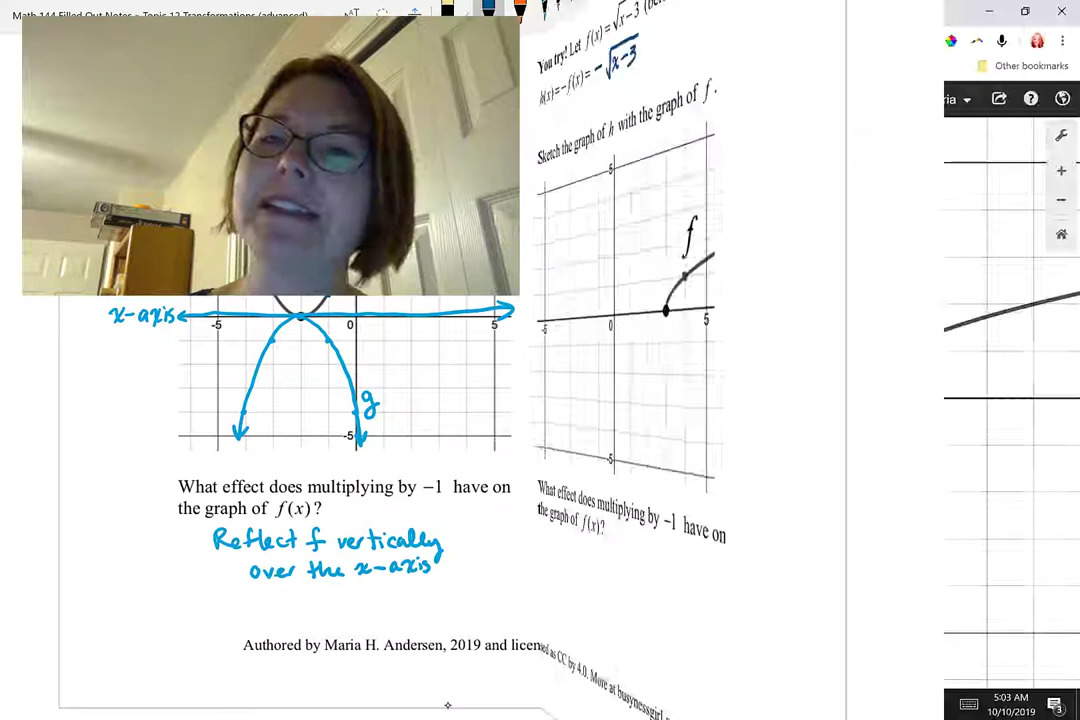 Math 144 Filled Out Notes » Topic 12 Transformations (advanced)
x-axis
-5
0
5
g
-5
What effect does multiplying by −1 have on
the graph of f(x)?
Reflect f vertically
over the x-axis
Authored by Maria H. Andersen, 2019 and licensed as CC by 4.0. More at busynessgirl
You try! Let f(x) = √x−3
h(x) = −f(x) = −√x−3
Sketch the graph of h with the graph of f.
5
f
-5
0
5
-5
What effect does multiplying by −1 have on
the graph of f(x)?
Other bookmarks
ria
5:03 AM
10/10/2019
3